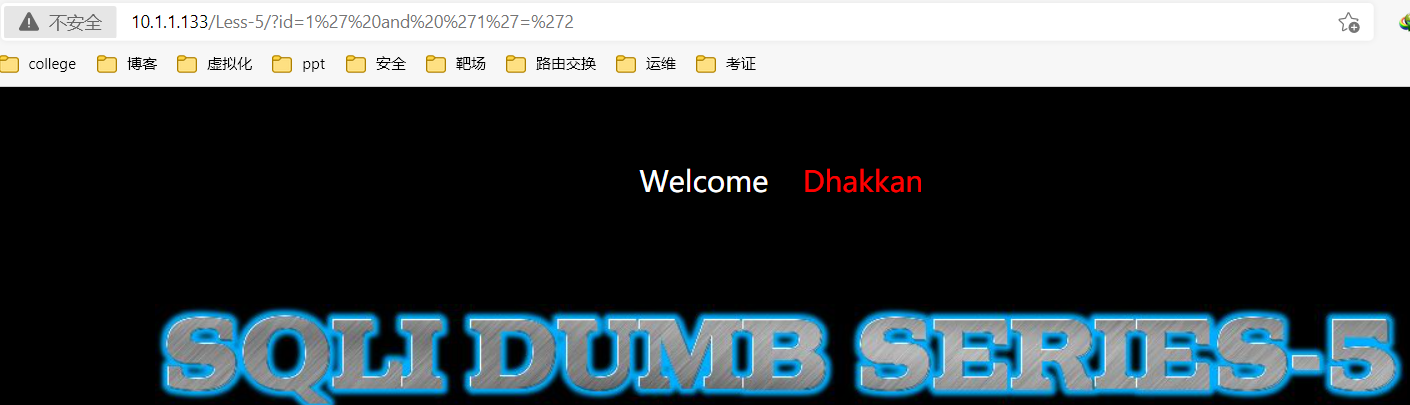 不安全 10.1.1.133/Less-5/?id=1%27%20and%20%271%27=%272
college 博客 虚拟化 ppt 安全 靶场 路由交换 运维 考证
Welcome Dhakkan
SQLI DUMB SERIES-5